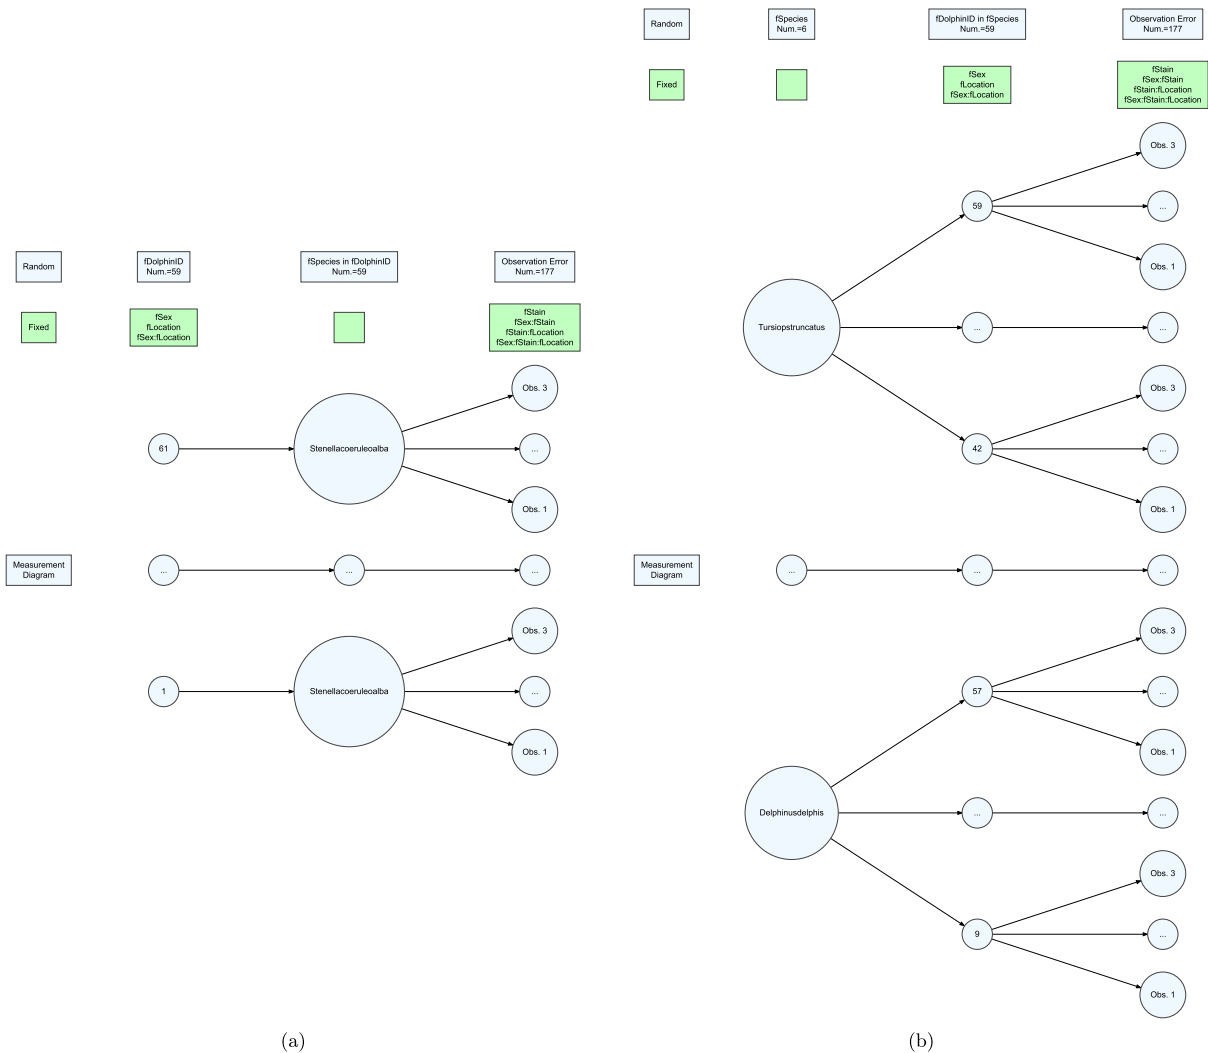 Random
fDolphinID
Num.=59
fSpecies in fDolphinID
Num.=59
Observation Error
Num.=177
Fixed
fSex
fLocation
fSex:fLocation
fStain
fSex:fStain
fStain:fLocation
fSex:fStain:fLocation
Obs. 3
61
Stenellacoeruleoalba
...
Obs. 1
Measurement
Diagram
...
...
...
Obs. 3
1
Stenellacoeruleoalba
...
Obs. 1
(a)
Random
fSpecies
Num.=6
fDolphinID in fSpecies
Num.=59
Observation Error
Num.=177
Fixed
fSex
fLocation
fSex:fLocation
fStain
fSex:fStain
fStain:fLocation
fSex:fStain:fLocation
Obs. 3
59
...
Obs. 1
Tursiopstruncatus
...
...
Obs. 3
42
...
Obs. 1
Measurement
Diagram
...
...
...
Obs. 3
57
...
Obs. 1
Delphinusdelphis
...
...
Obs. 3
9
...
Obs. 1
(b)